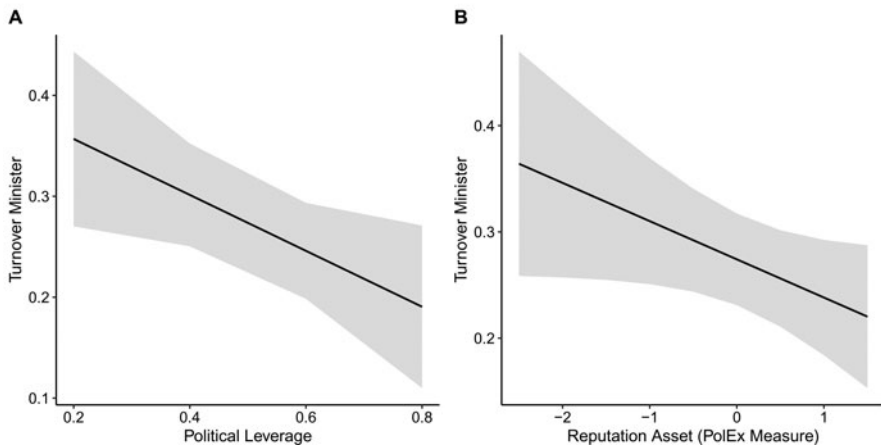 A
Turnover Minister
0.4
0.3
0.2
0.1
0.2 0.4 0.6 0.8
Political Leverage
B
Turnover Minister
0.4
0.3
0.2
−2 −1 0 1
Reputation Asset (PolEx Measure)